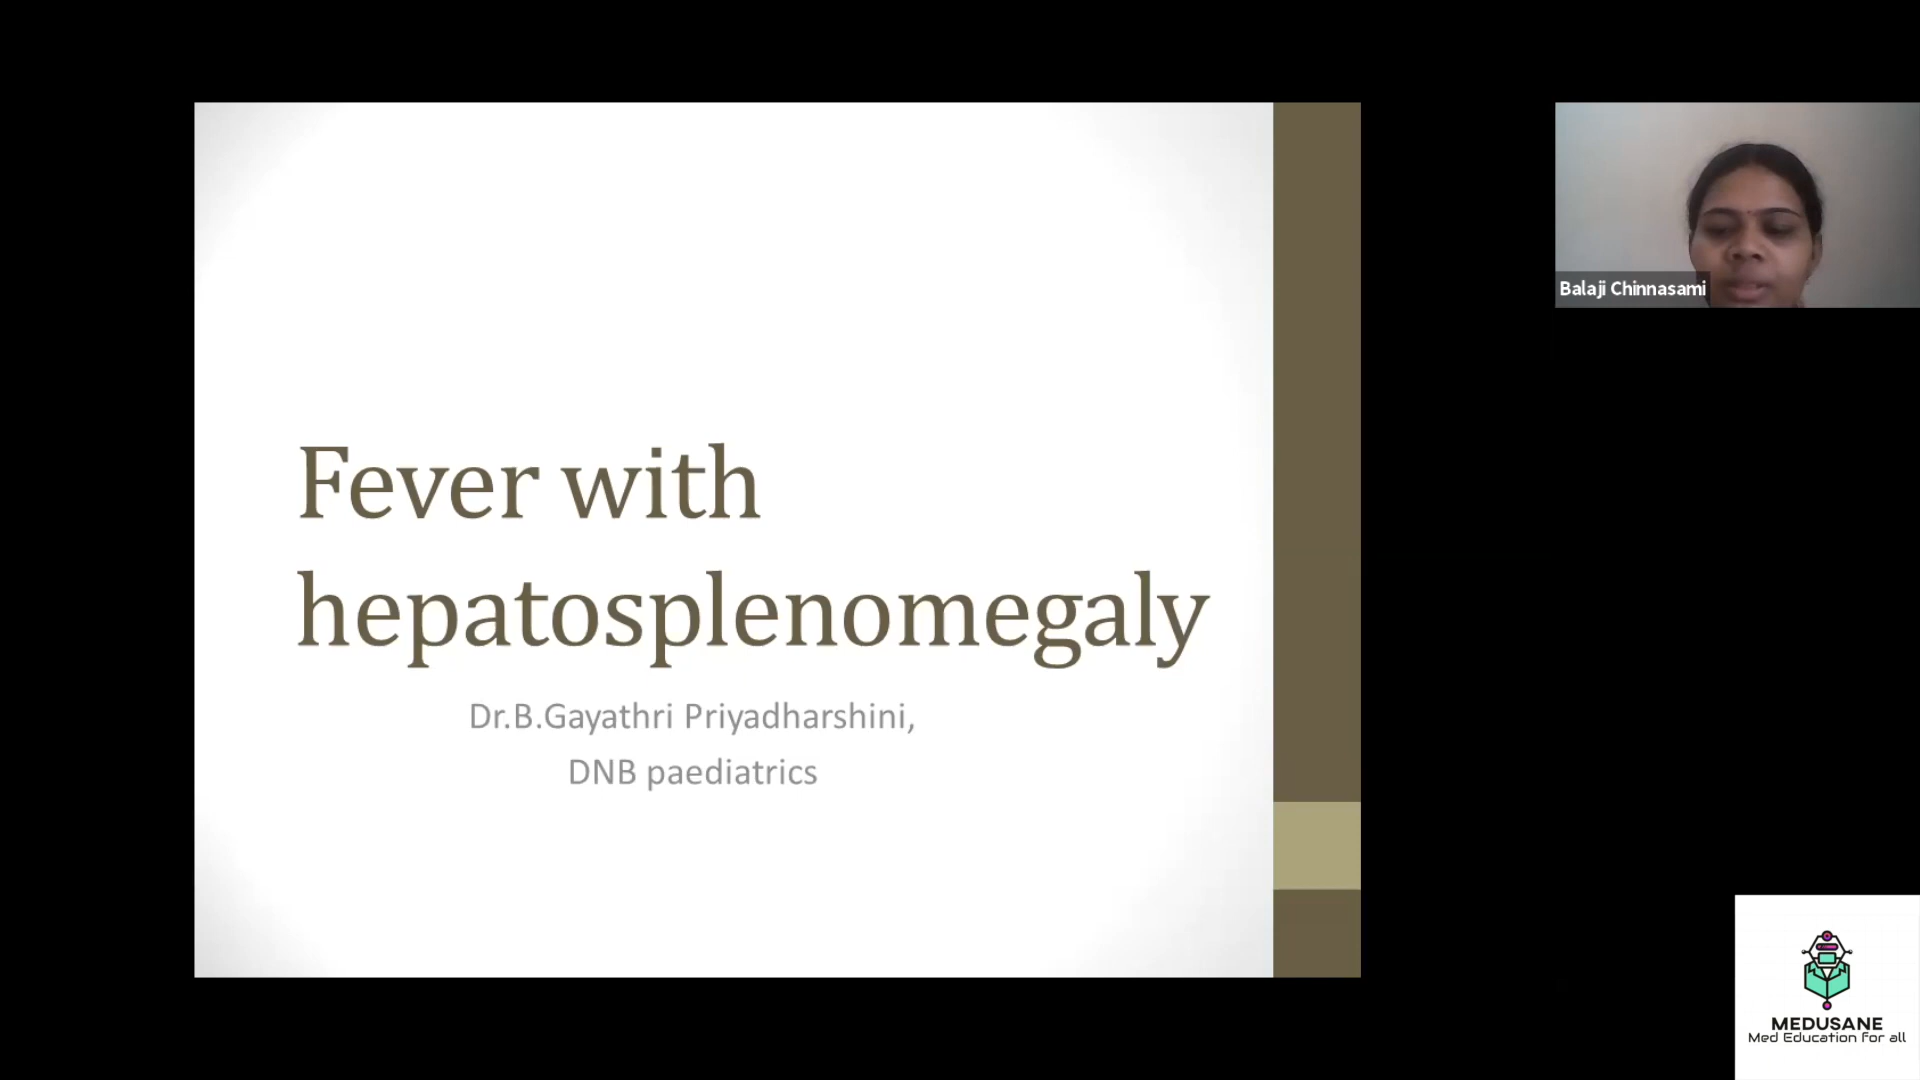 Fever with
hepatosplenomegaly
Dr.B.Gayathri Priyadharshini,
DNB paediatrics
Balaji Chinnasami
MEDUSANE
Med Education for all